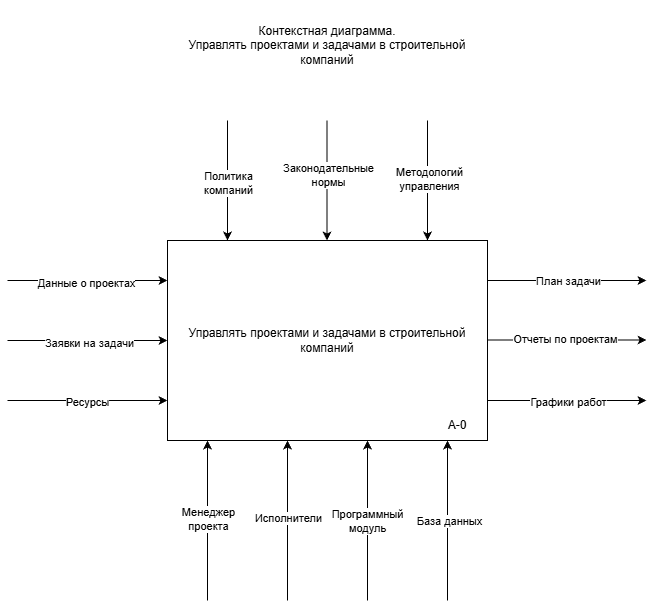 Контекстная диаграмма.
Управлять проектами и задачами в строительной
компаний
Политика
компаний
Законодательные
нормы
Методологий
управления
Данные о проектах
Заявки на задачи
Ресурсы
Управлять проектами и задачами в строительной
компаний
А-0
План задачи
Отчеты по проектам
Графики работ
Менеджер
проекта
Исполнители
Программный
модуль
База данных